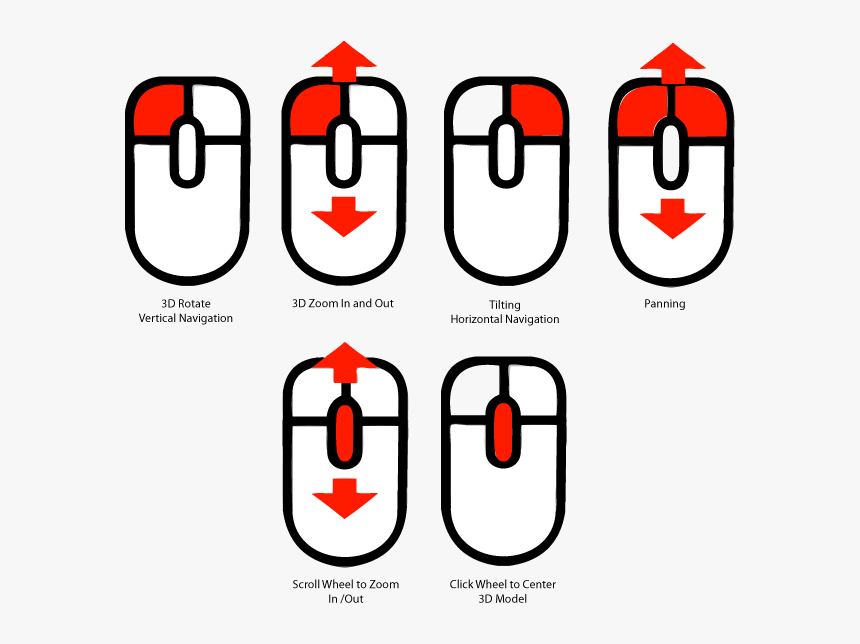 3D Rotate
Vertical Navigation
3D Zoom In and Out
Tilting
Horizontal Navigation
Panning
Scroll Wheel to Zoom
In /Out
Click Wheel to Center
3D Model